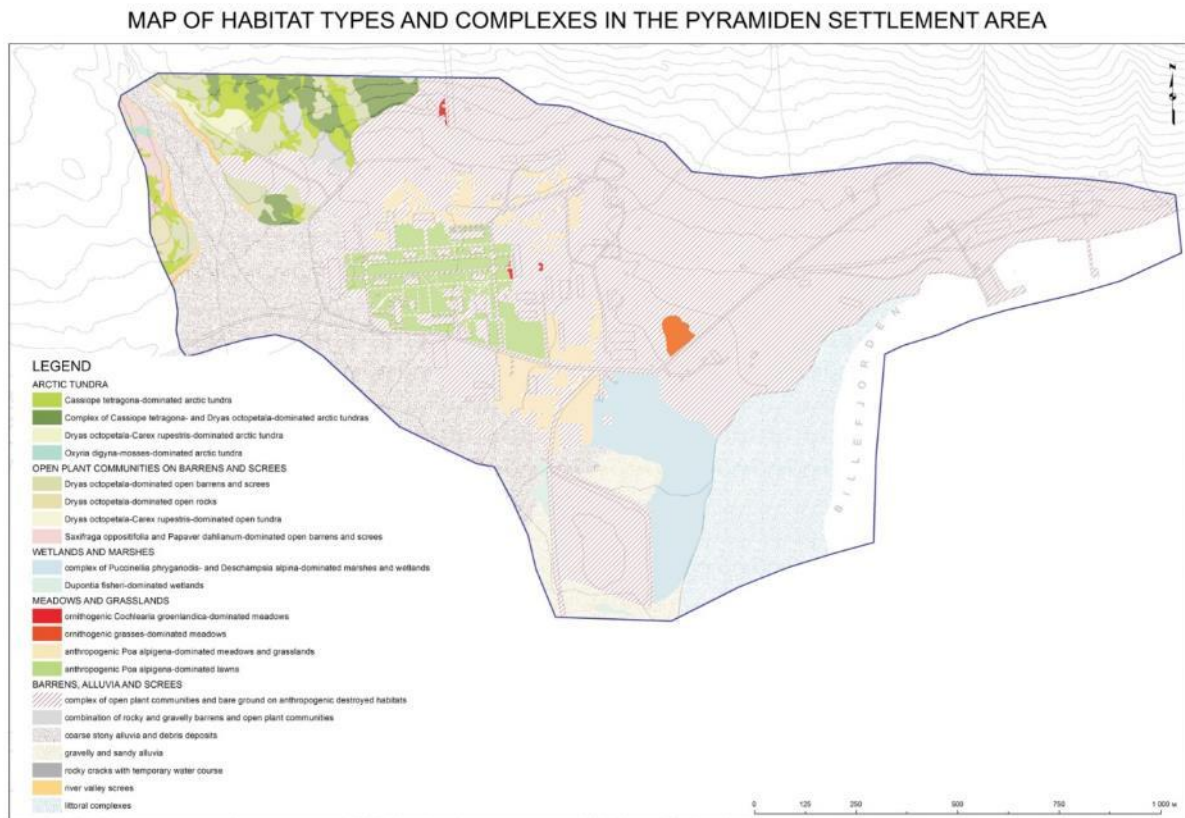 MAP OF HABITAT TYPES AND COMPLEXES IN THE PYRAMIDEN SETTLEMENT AREA
BILLEFJORDEN
LEGEND
ARCTIC TUNDRA
Cassiope tetragona-dominated arctic tundra
Complex of Cassiope tetragona- and Dryas octopetala-dominated arctic tundras
Dryas octopetala-Carex rupestris-dominated arctic tundra
Oxyria digyna-mosses-dominated arctic tundra
OPEN PLANT COMMUNITIES ON BARRENS AND SCREES
Dryas octopetala-dominated open barrens and screes
Dryas octopetala-dominated open rocks
Dryas octopetala-Carex rupestris-dominated open tundra
Saxifraga oppositifolia and Papaver dahlianum-dominated open barrens and screes
WETLANDS AND MARSHES
complex of Puccinellia phryganodis- and Deschampsia alpina-dominated marshes and wetlands
Dupontia fisheri-dominated wetlands
MEADOWS AND GRASSLANDS
ornithogenic Cochlearia groenlandica-dominated meadows
ornithogenic grasses-dominated meadows
anthropogenic Poa alpigena-dominated meadows and grasslands
anthropogenic Poa alpigena-dominated lawns
BARRENS, ALLUVIA AND SCREES
complex of open plant communities and bare ground on anthropogenic destroyed habitats
combination of rocky and gravelly barrens and open plant communities
coarse stony alluvia and debris deposits
gravelly and sandy alluvia
rocky cracks with temporary water course
river valley screes
littoral complexes
0 125 250 500 750 1 000 м